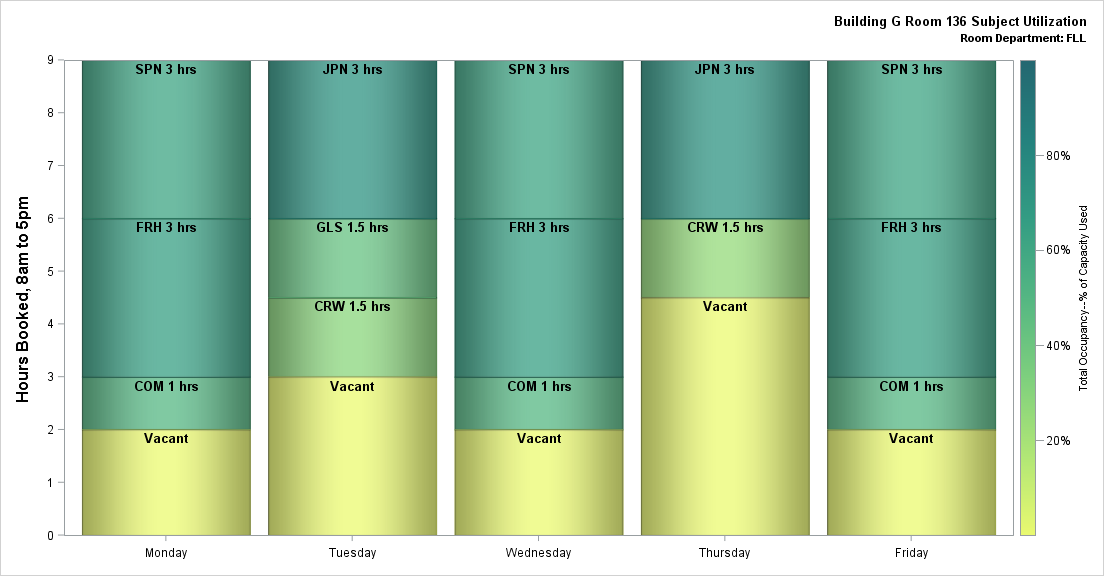 Building G Room 136 Subject Utilization
Room Department: FLL
Hours Booked, 8am to 5pm
9
8
7
6
5
4
3
2
1
0
SPN 3 hrs
FRH 3 hrs
COM 1 hrs
Vacant
Monday
JPN 3 hrs
GLS 1.5 hrs
CRW 1.5 hrs
Vacant
Tuesday
SPN 3 hrs
FRH 3 hrs
COM 1 hrs
Vacant
Wednesday
JPN 3 hrs
CRW 1.5 hrs
Vacant
Thursday
SPN 3 hrs
FRH 3 hrs
COM 1 hrs
Vacant
Friday
80%
60%
40%
20%
Total Occupancy--% of Capacity Used